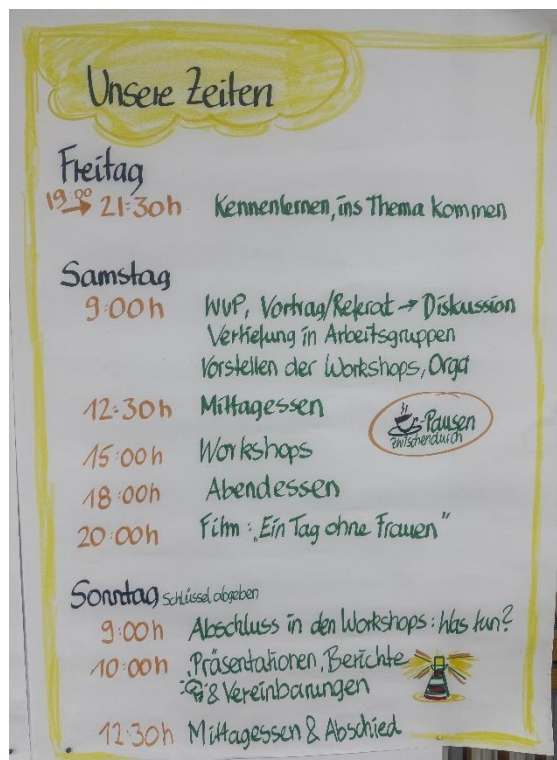 Unsere Zeiten
Freitag
19:00 → 21:30h Kennenlernen, ins Thema kommen
Samstag
9:00h WVP, Vortrag/Referat → Diskussion
Vertiefung in Arbeitsgruppen
Vorstellen der Workshops, Orga
12:30h Mittagessen
-Pausen
zwischendurch
15:00h Workshops
18:00h Abendessen
20:00h Film: „Ein Tag ohne Frauen"
Sonntag Schlüssel abgeben
9:00h Abschluss in den Workshops: Was tun?
10:00h Präsentationen, Berichte
& Vereinbarungen
12:30h Mittagessen & Abschied